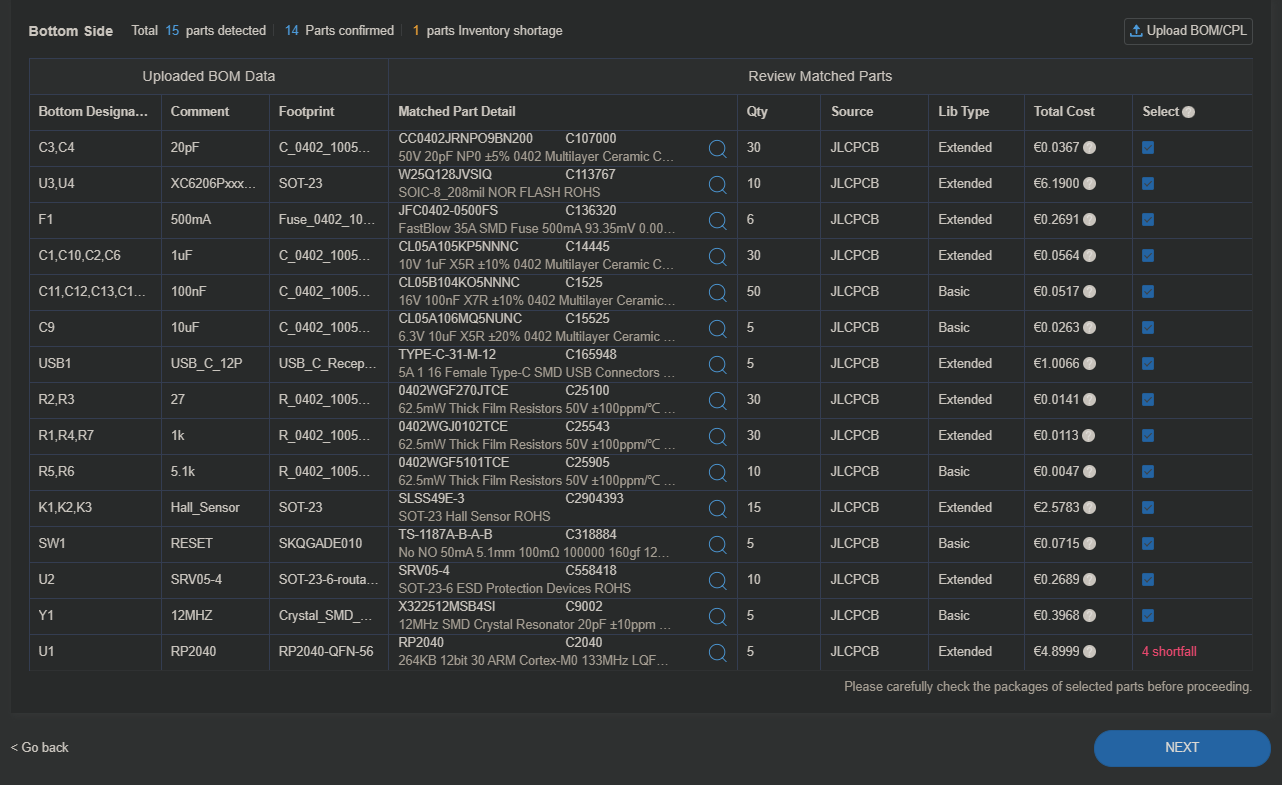 Bottom Side Total 15 parts detected 14 Parts confirmed 1 parts Inventory shortage Upload BOM/CPL
Uploaded BOM Data Review Matched Parts
Bottom Designa... Comment Footprint Matched Part Detail Qty Source Lib Type Total Cost Select
C3,C4 20pF C_0402_1005... CC0402JRNPO9BN200 C107000 30 JLCPCB Extended €0.0367
50V 20pF NP0 ±5% 0402 Multilayer Ceramic C...
U3,U4 XC6206Pxxx... SOT-23 W25Q128JVSIQ C113767 10 JLCPCB Extended €6.1900
SOIC-8_208mil NOR FLASH ROHS
F1 500mA Fuse_0402_10... JFC0402-0500FS C136320 6 JLCPCB Extended €0.2691
FastBlow 35A SMD Fuse 500mA 93.35mV 0.00...
C1,C10,C2,C6 1uF C_0402_1005... CL05A105KP5NNNC C14445 30 JLCPCB Extended €0.0564
10V 1uF X5R ±10% 0402 Multilayer Ceramic C...
C11,C12,C13,C1... 100nF C_0402_1005... CL05B104KO5NNNC C1525 50 JLCPCB Basic €0.0517
16V 100nF X7R ±10% 0402 Multilayer Ceramic...
C9 10uF C_0402_1005... CL05A106MQ5NUNC C15525 5 JLCPCB Basic €0.0263
6.3V 10uF X5R ±20% 0402 Multilayer Ceramic ...
USB1 USB_C_12P USB_C_Recep... TYPE-C-31-M-12 C165948 5 JLCPCB Extended €1.0066
5A 1 16 Female Type-C SMD USB Connectors ...
R2,R3 27 R_0402_1005... 0402WGF270JTCE C25100 30 JLCPCB Extended €0.0141
62.5mW Thick Film Resistors 50V ±100ppm/℃ ...
R1,R4,R7 1k R_0402_1005... 0402WGJ0102TCE C25543 30 JLCPCB Extended €0.0113
62.5mW Thick Film Resistors 50V ±100ppm/℃ ...
R5,R6 5.1k R_0402_1005... 0402WGF5101TCE C25905 10 JLCPCB Basic €0.0047
62.5mW Thick Film Resistors 50V ±100ppm/℃ ...
K1,K2,K3 Hall_Sensor SOT-23 SLSS49E-3 C2904393 15 JLCPCB Extended €2.5783
SOT-23 Hall Sensor ROHS
SW1 RESET SKQGADE010 TS-1187A-B-A-B C318884 5 JLCPCB Basic €0.0715
No NO 50mA 5.1mm 100mΩ 100000 160gf 12...
U2 SRV05-4 SOT-23-6-routa... SRV05-4 C558418 10 JLCPCB Extended €0.2689
SOT-23-6 ESD Protection Devices ROHS
Y1 12MHZ Crystal_SMD_... X322512MSB4SI C9002 5 JLCPCB Basic €0.3968
12MHz SMD Crystal Resonator 20pF ±10ppm ...
U1 RP2040 RP2040-QFN-56 RP2040 C2040 5 JLCPCB Extended €4.8999 4 shortfall
264KB 12bit 30 ARM Cortex-M0 133MHz LQF...
Please carefully check the packages of selected parts before proceeding.
< Go back NEXT